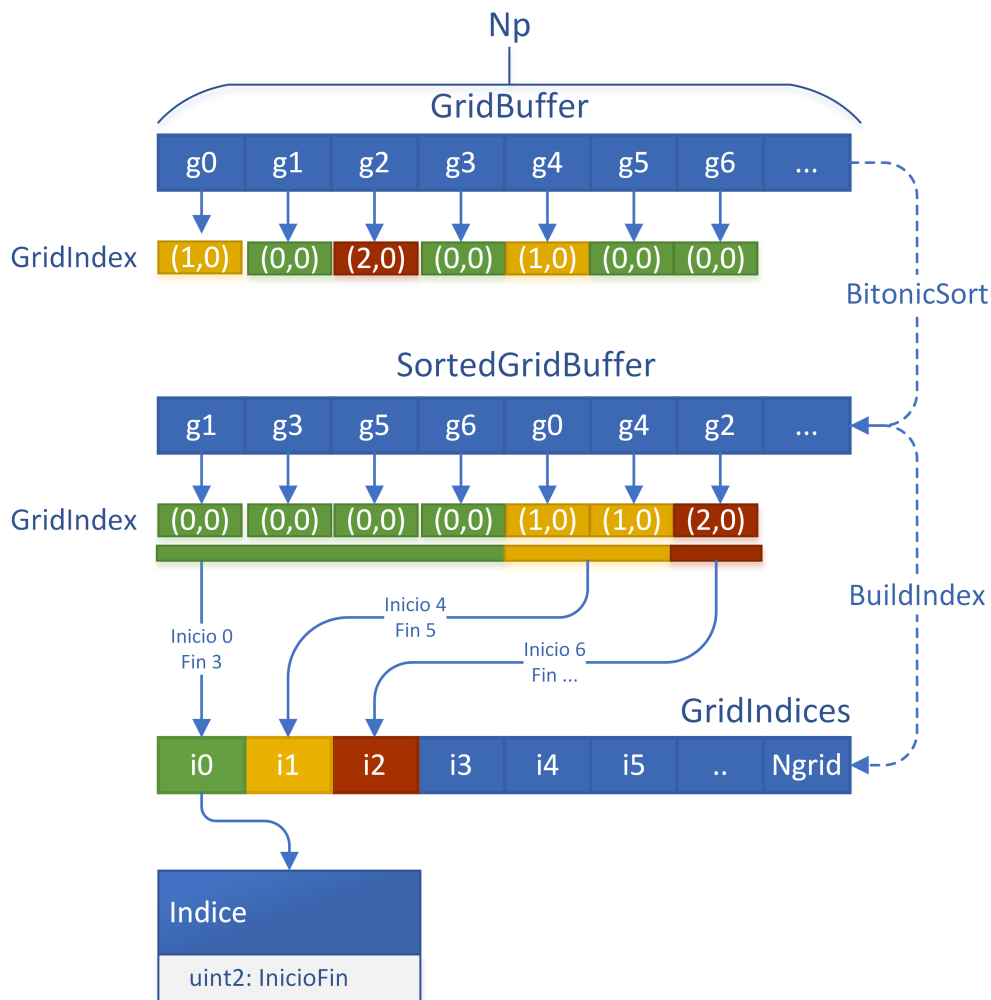 Np
GridBuffer
g0 g1 g2 g3 g4 g5 g6 ...
GridIndex (1,0) (0,0) (2,0) (0,0) (1,0) (0,0) (0,0)
BitonicSort
SortedGridBuffer
g1 g3 g5 g6 g0 g4 g2 ...
GridIndex (0,0) (0,0) (0,0) (0,0) (1,0) (1,0) (2,0)
BuildIndex
Inicio 0
Fin 3
Inicio 4
Fin 5
Inicio 6
Fin ...
GridIndices
i0 i1 i2 i3 i4 i5 .. Ngrid
Indice
uint2: InicioFin